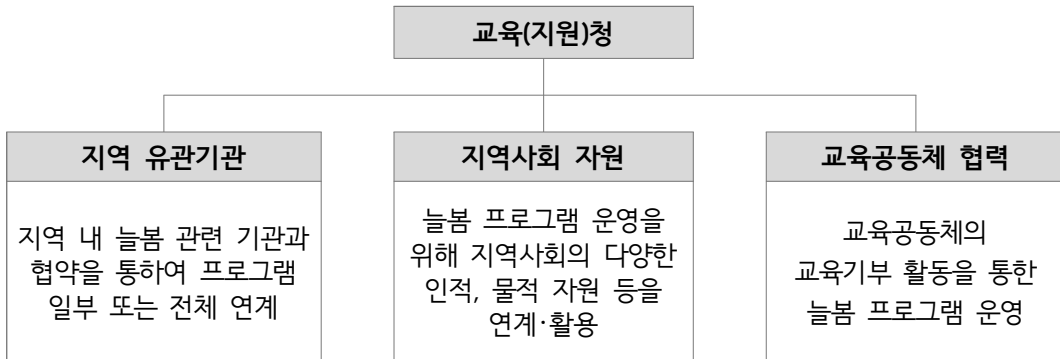 교육(지원)청
지역 유관기관
지역 내 늘봄 관련 기관과
협약을 통하여 프로그램
일부 또는 전체 연계
지역사회 자원
늘봄 프로그램 운영을
위해 지역사회의 다양한
인적, 물적 자원 등을
연계·활용
교육공동체 협력
교육공동체의
교육기부 활동을 통한
늘봄 프로그램 운영